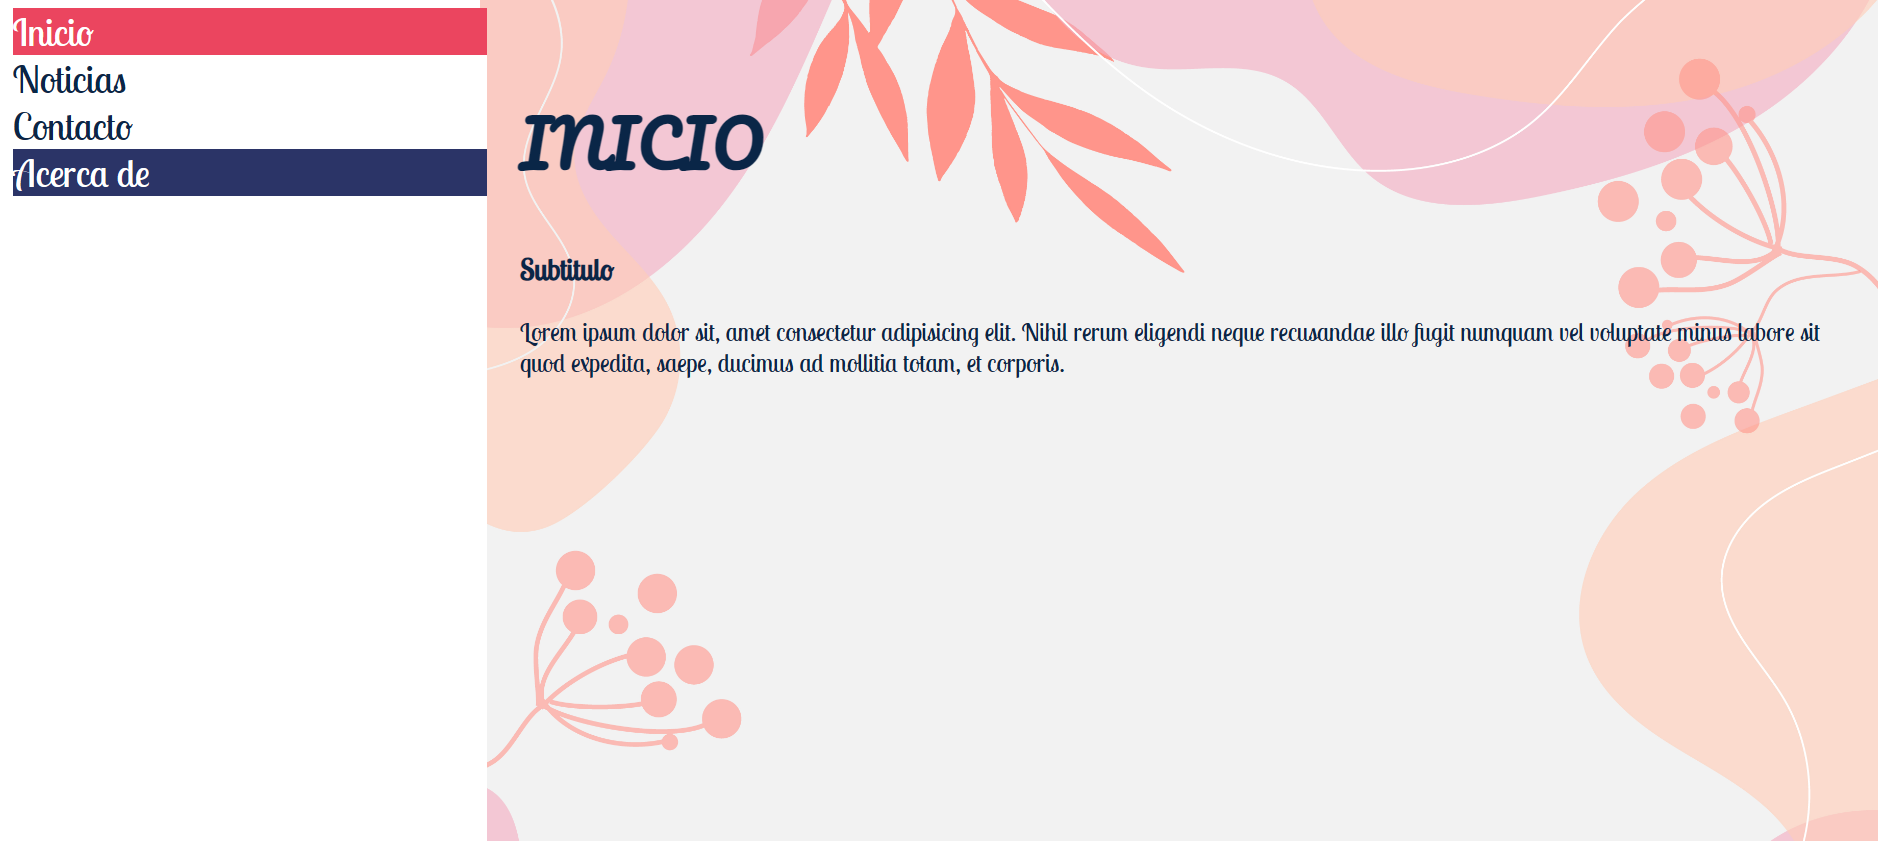 Inicio
Noticias
Contacto
Acerca de
INICIO
Subtitulo
Lorem ipsum dolor sit, amet consectetur adipisicing elit. Nihil rerum eligendi neque recusandae illo fugit numquam vel voluptate minus labore sit
quod expedita, saepe, ducimus ad mollitia totam, et corporis.